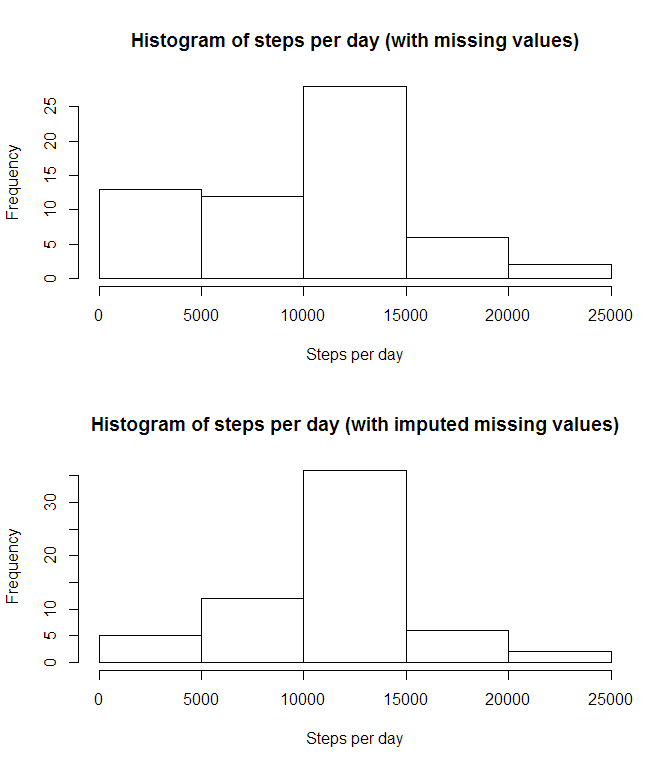 Histogram of steps per day (with missing values)
Frequency
25
20
15
10
5
0
0 5000 10000 15000 20000 25000
Steps per day
Histogram of steps per day (with imputed missing values)
Frequency
30
20
10
5
0
0 5000 10000 15000 20000 25000
Steps per day